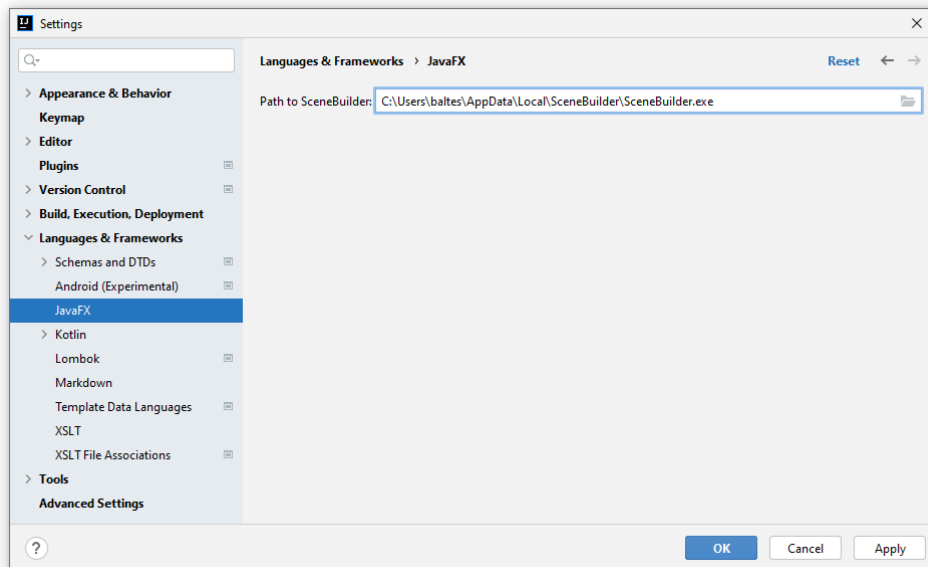 Settings
Languages & Frameworks › JavaFX
Reset
Path to SceneBuilder: C:\Users\baltes\AppData\Local\SceneBuilder\SceneBuilder.exe
Appearance & Behavior
Keymap
Editor
Plugins
Version Control
Build, Execution, Deployment
Languages & Frameworks
Schemas and DTDs
Android (Experimental)
JavaFX
Kotlin
Lombok
Markdown
Template Data Languages
XSLT
XSLT File Associations
Tools
Advanced Settings
?
OK
Cancel
Apply